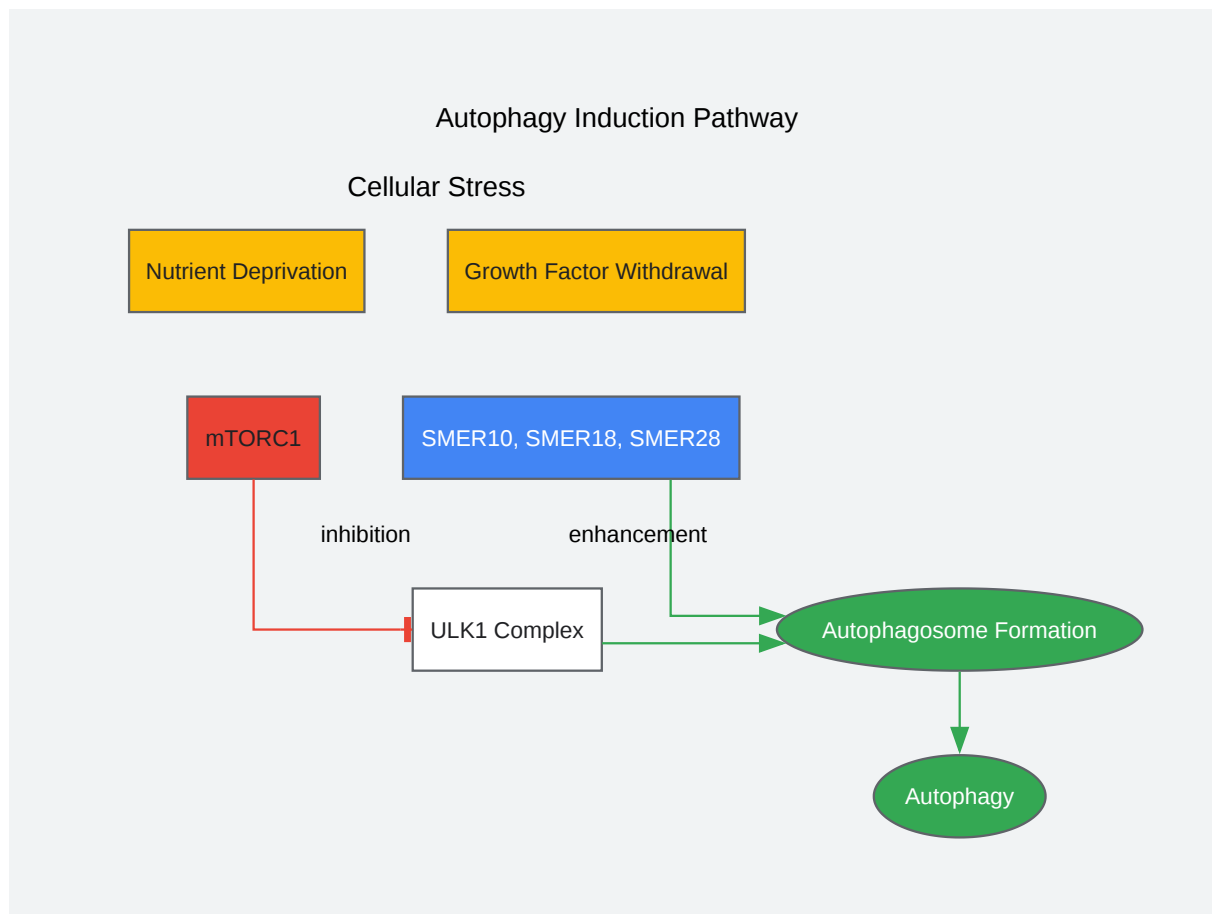 Autophagy Induction Pathway
Cellular Stress
Nutrient Deprivation
Growth Factor Withdrawal
mTORC1
SMER10, SMER18, SMER28
inhibition
enhancement
ULK1 Complex
Autophagosome Formation
Autophagy